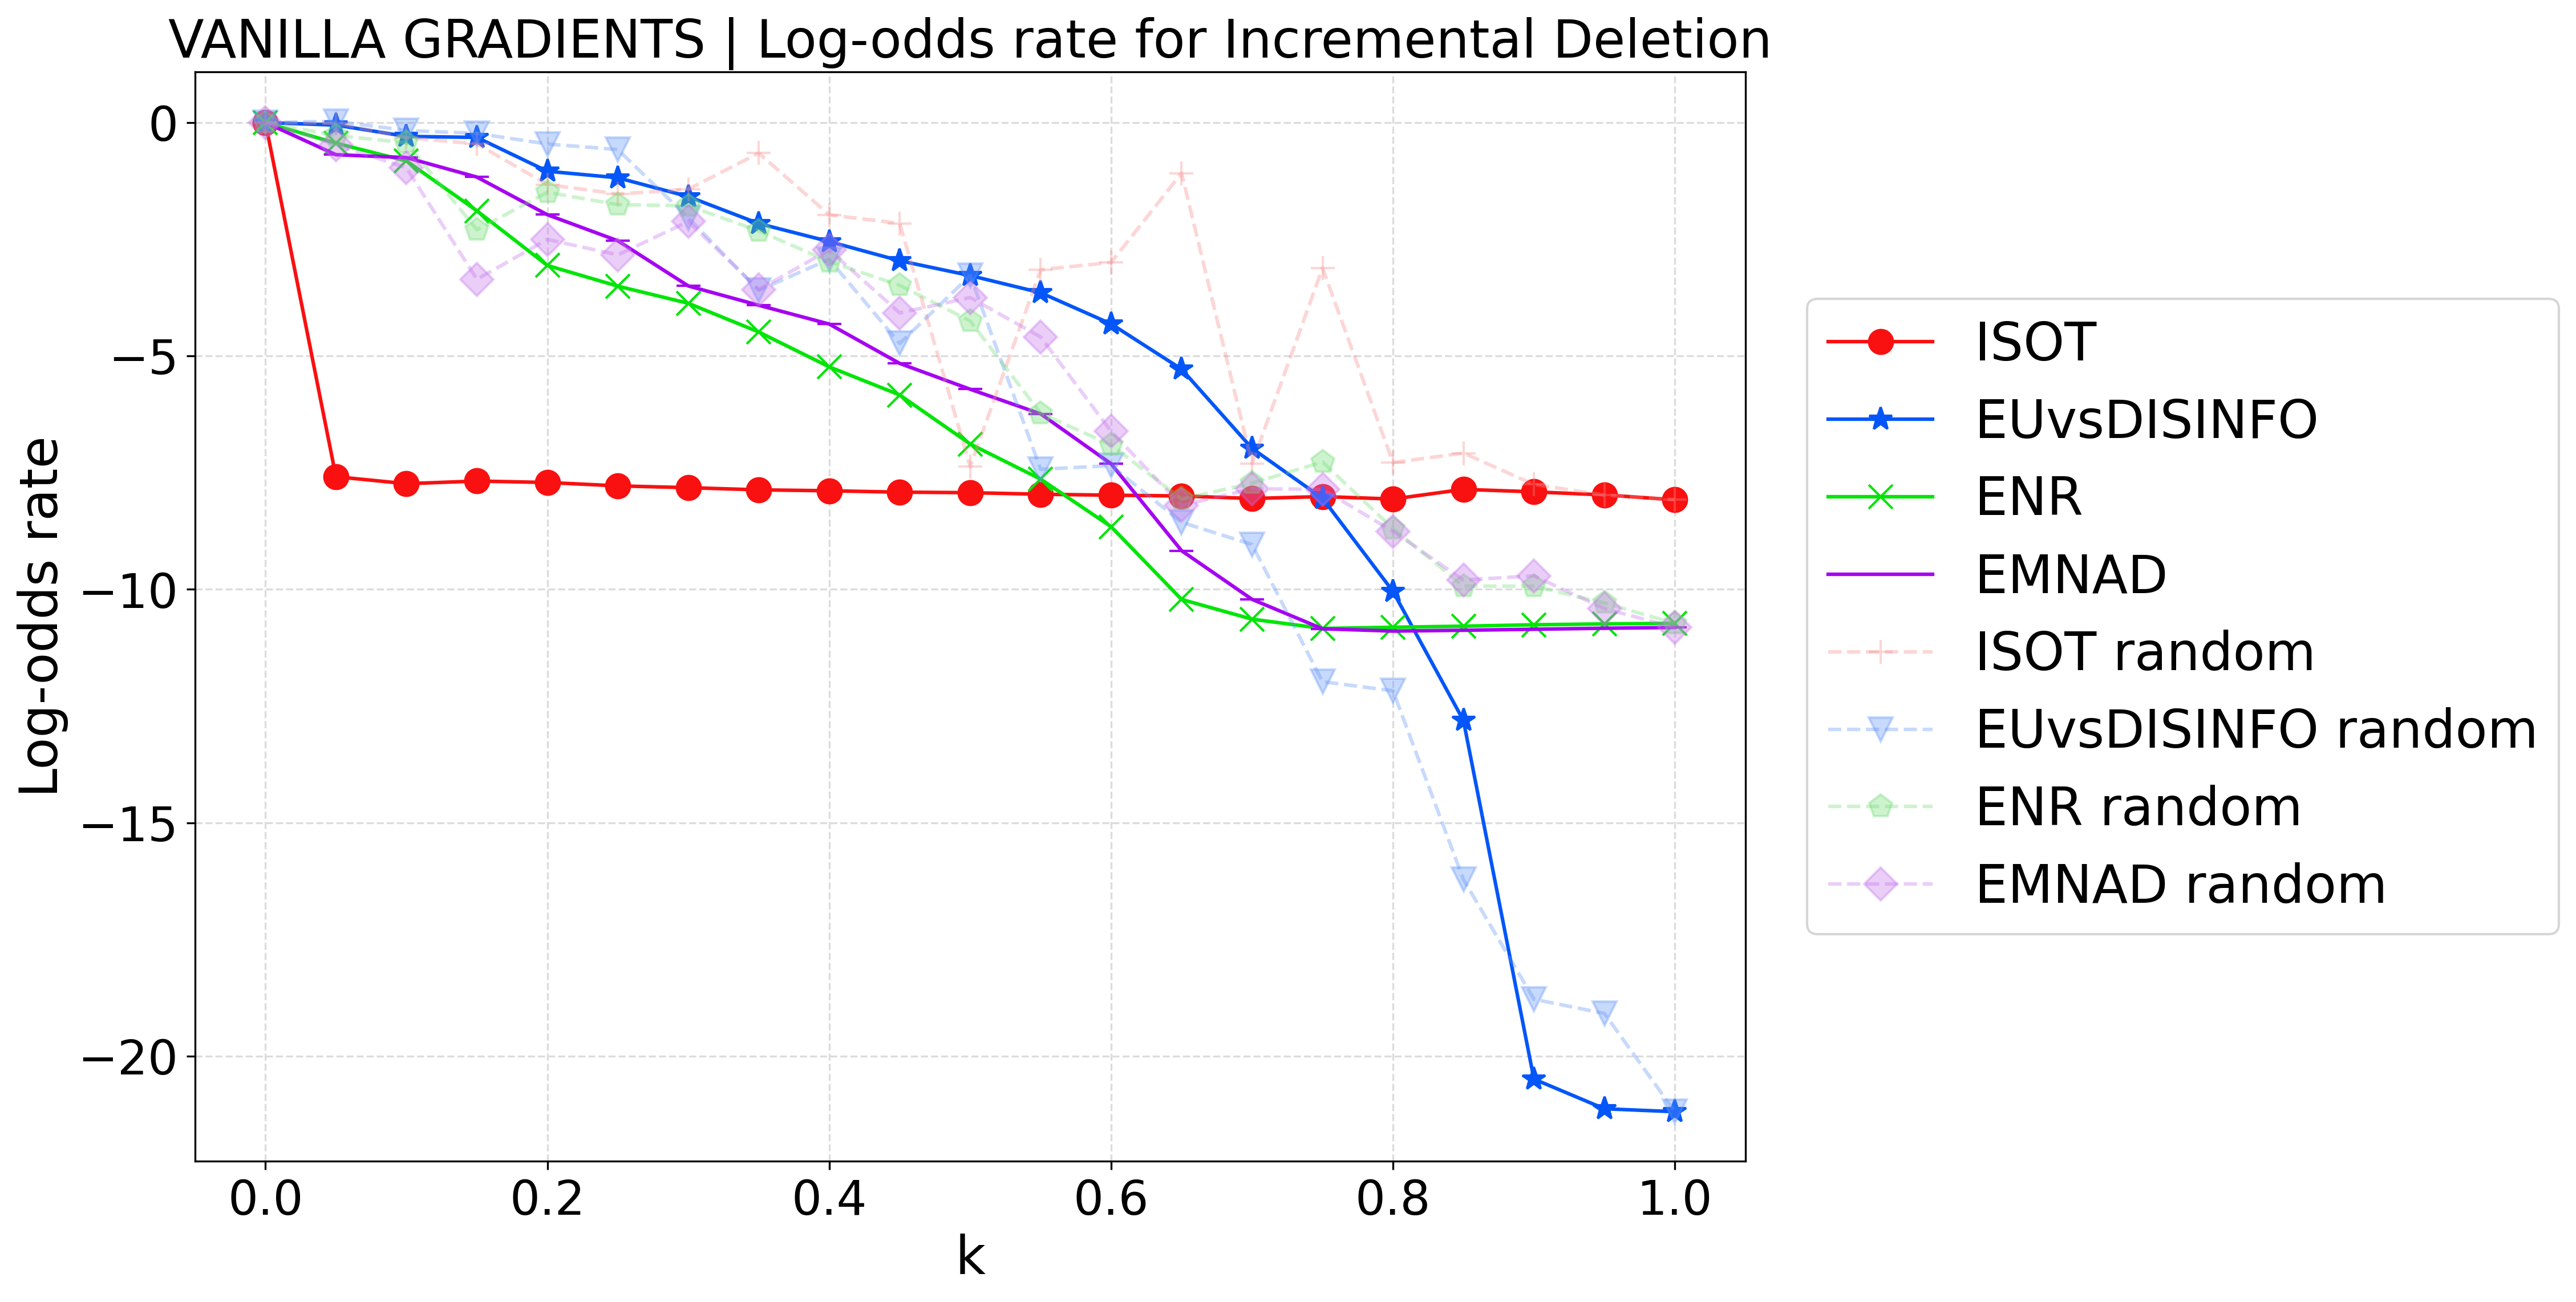 VANILLA GRADIENTS | Log-odds rate for Incremental Deletion
Log-odds rate
0
−5
−10
−15
−20
0.0 0.2 0.4 0.6 0.8 1.0
k
ISOT
EUvsDISINFO
ENR
EMNAD
ISOT random
EUvsDISINFO random
ENR random
EMNAD random